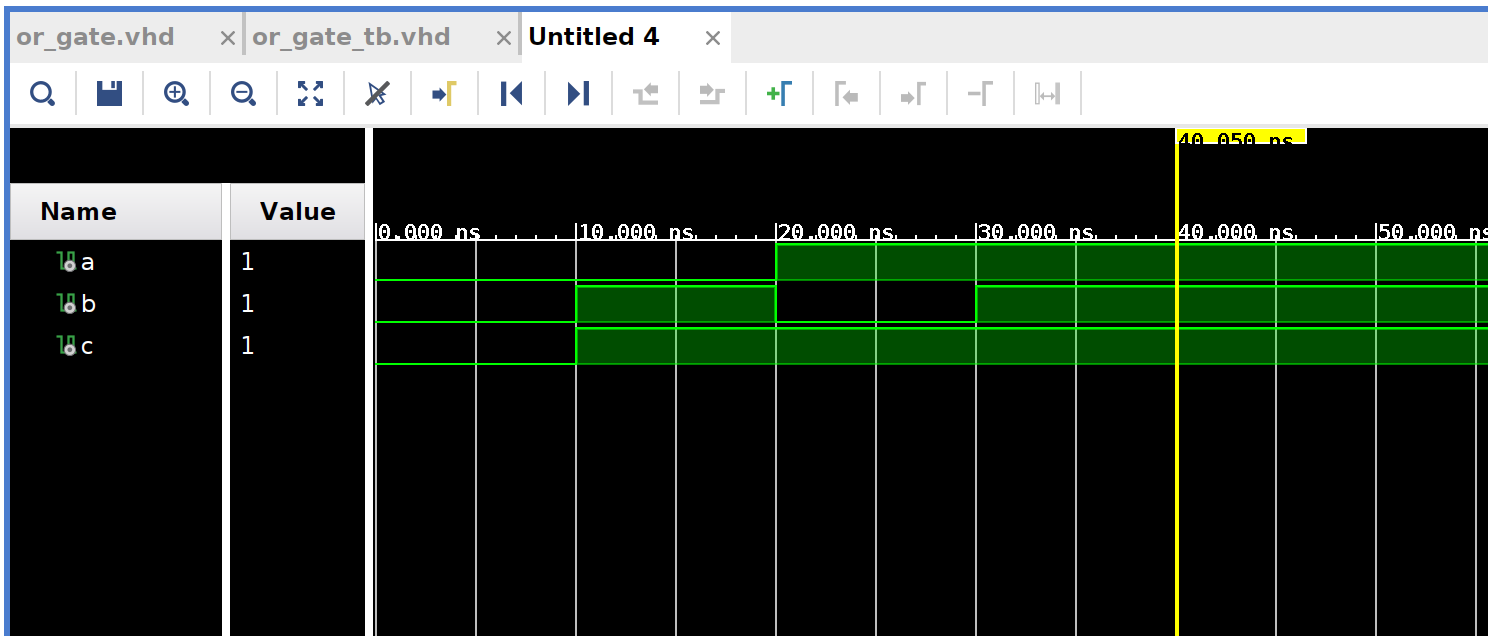 or_gate.vhd or_gate_tb.vhd Untitled 4
40.050 ns
Name Value
0.000 ns 10.000 ns 20.000 ns 30.000 ns 40.000 ns 50.000 ns
a 1
b 1
c 1